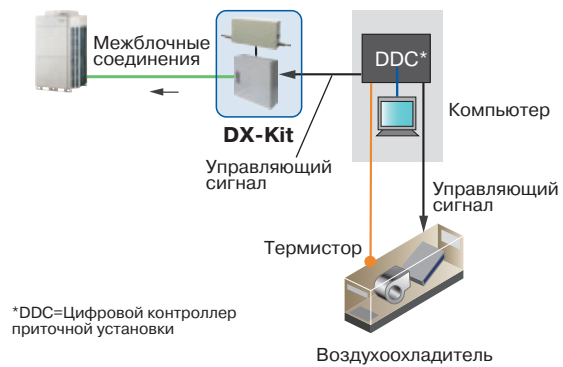 Межблочные
соединения
DDC*
Компьютер
DX-Kit
Управляющий
сигнал
Управляющий
сигнал
Термистор
*DDC=Цифровой контроллер
приточной установки
Воздухоохладитель